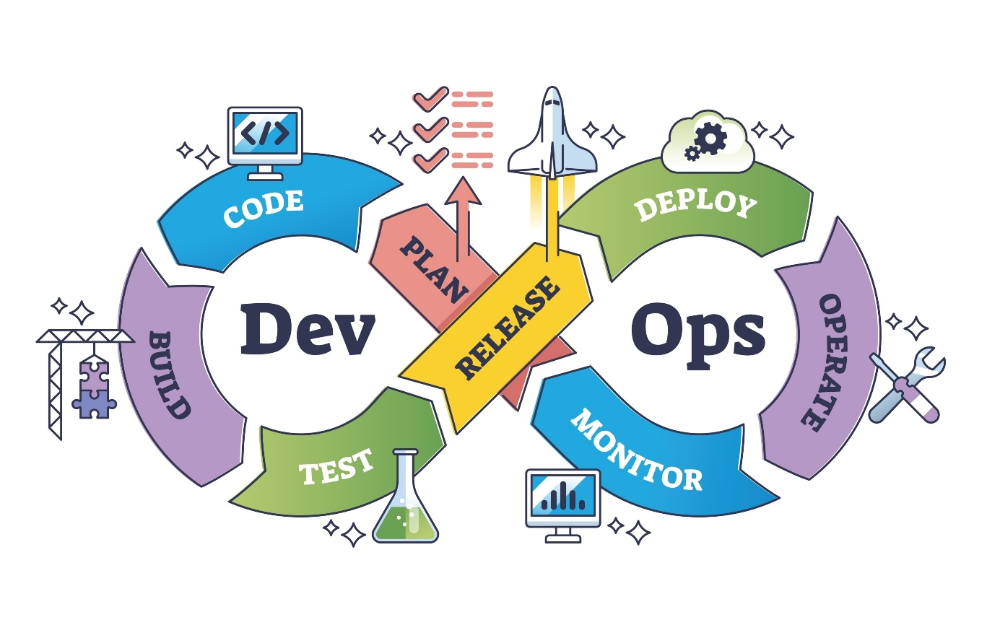 CODE
</>
PLAN
DEPLOY
Dev
RELEASE
Ops
BUILD
OPERATE
TEST
MONITOR